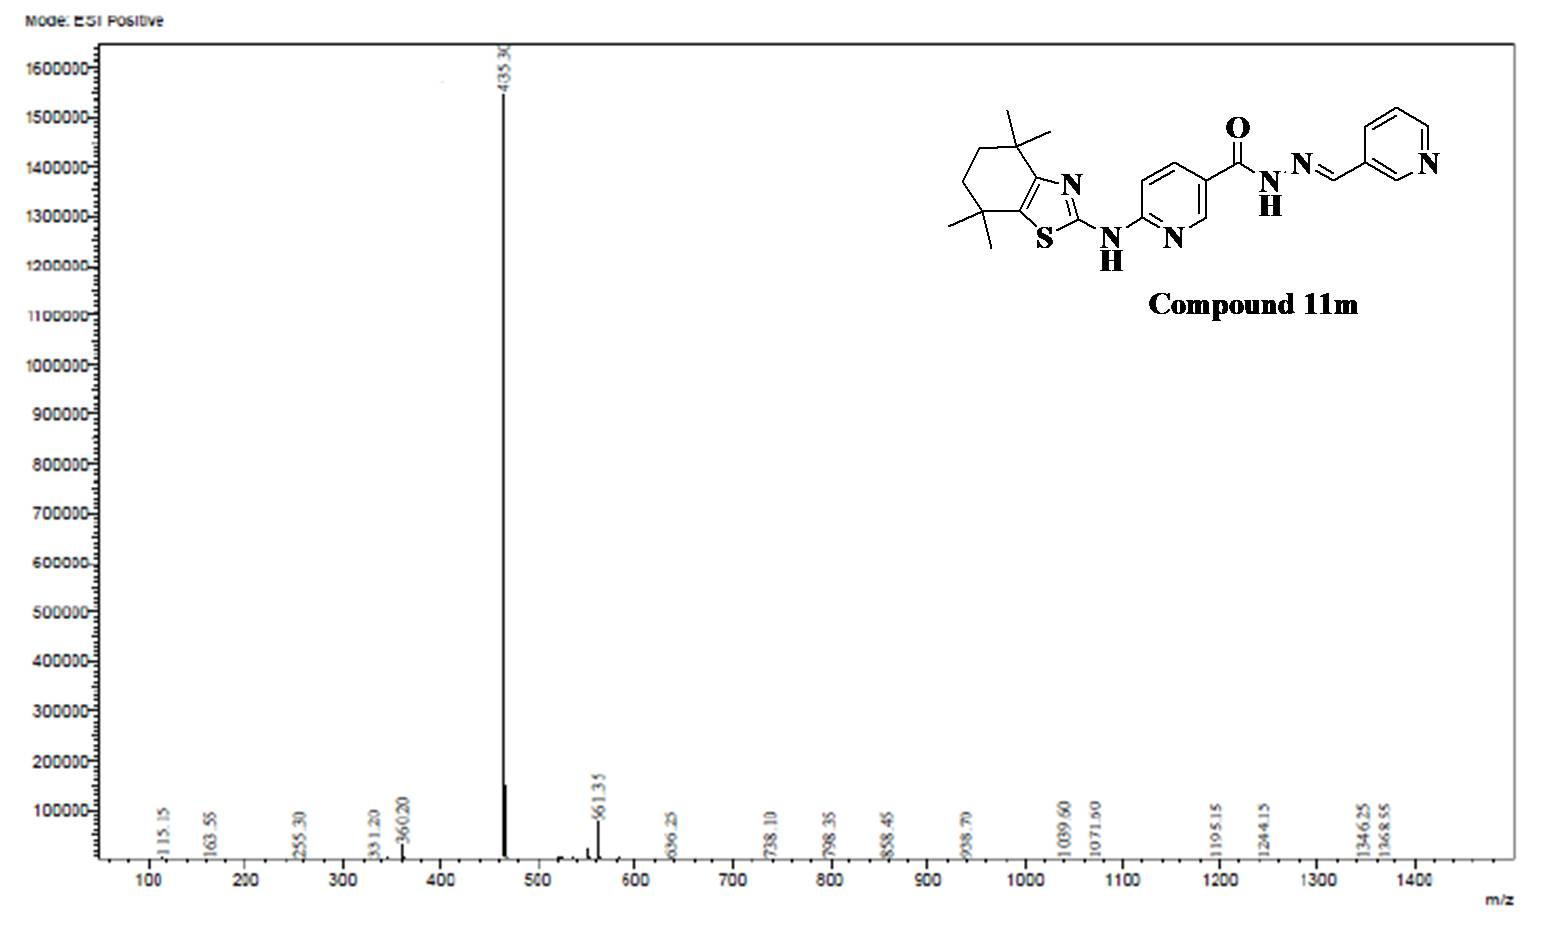 Mode: ESI Positive
1600000
1500000
1400000
1300000
1200000
1100000
1000000
900000
800000
700000
600000
500000
400000
300000
200000
100000
115.15
163.55
255.30
331.20
360.20
435.30
561.35
636.25
738.10
798.35
858.45
938.70
1039.60
1071.60
1195.15
1244.15
1346.25
1368.55
100 200 300 400 500 600 700 800 900 1000 1100 1200 1300 1400
m/z
O
N
N
N
N
H
S
N
H
N
Compound 11m